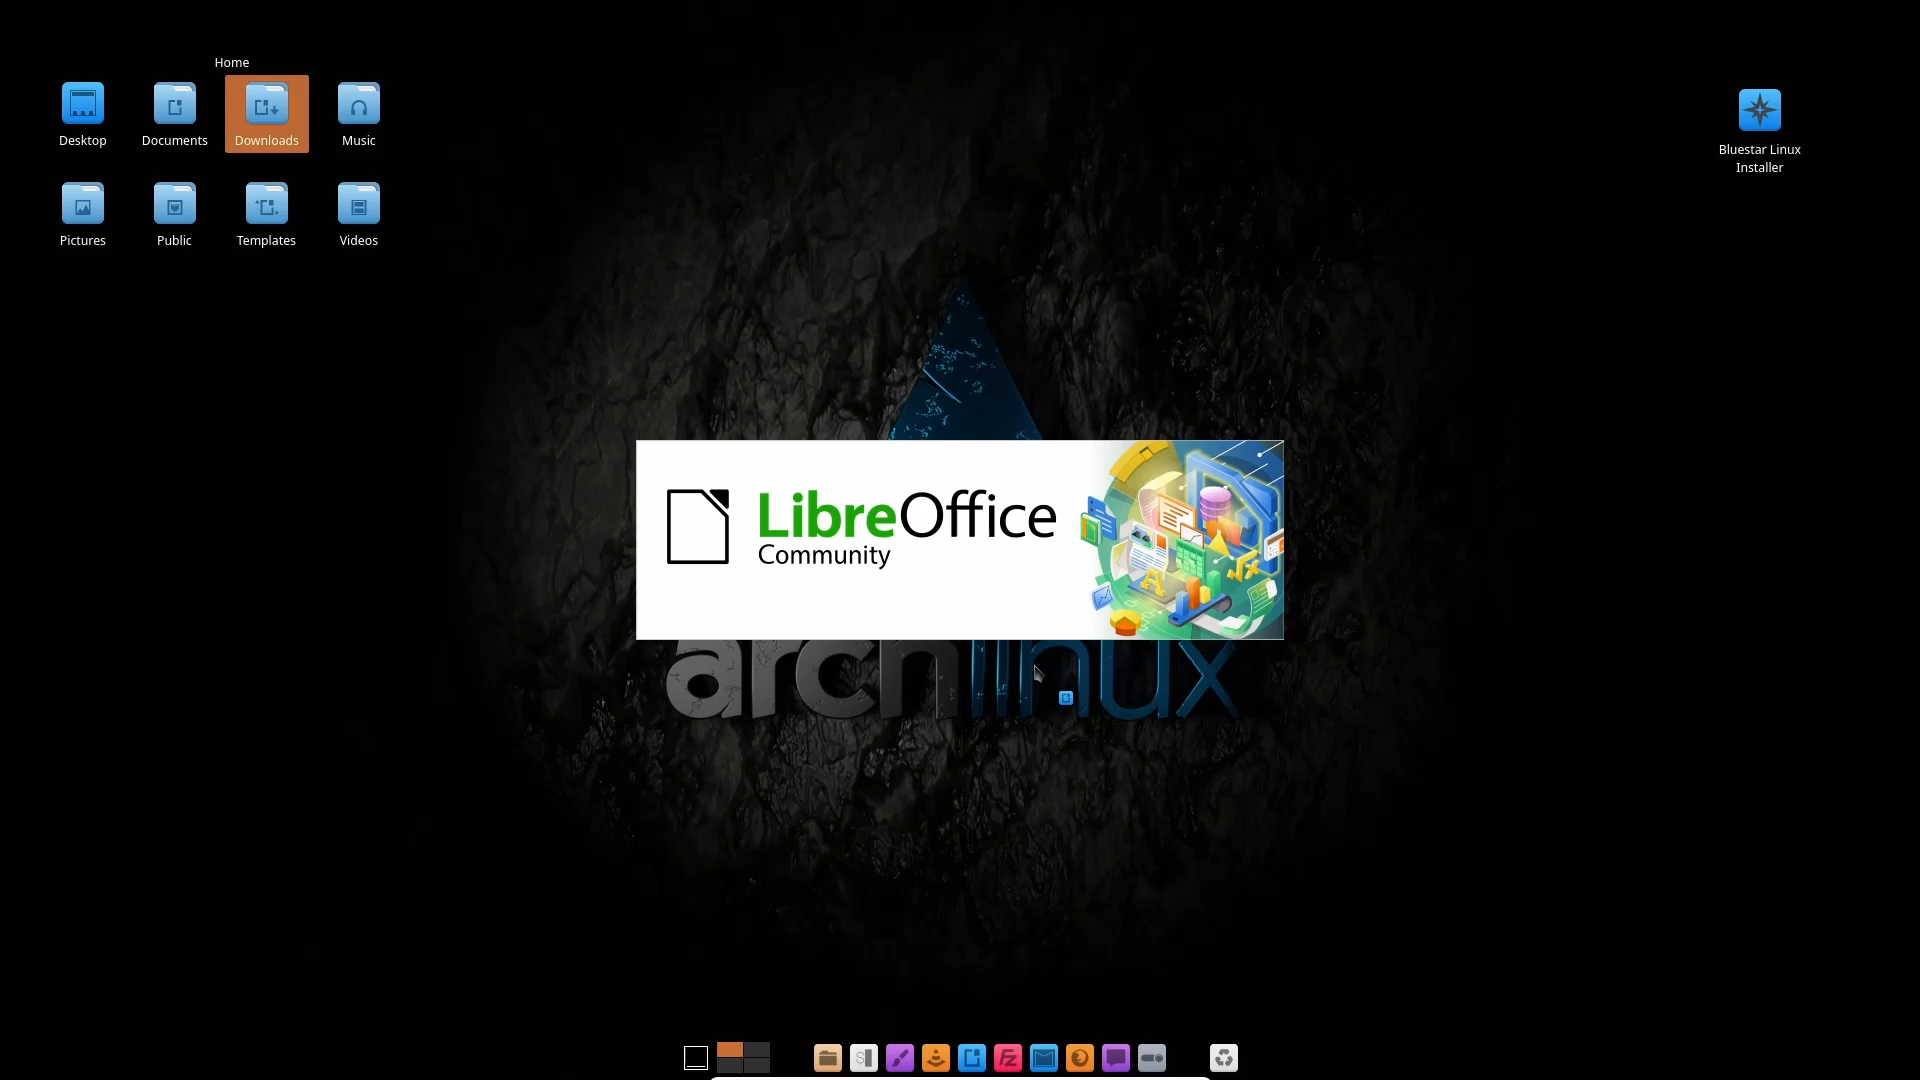 Home
Desktop
Documents
Downloads
Music
Bluestar Linux
Installer
Pictures
Public
Templates
Videos
LibreOffice
Community
archlinux